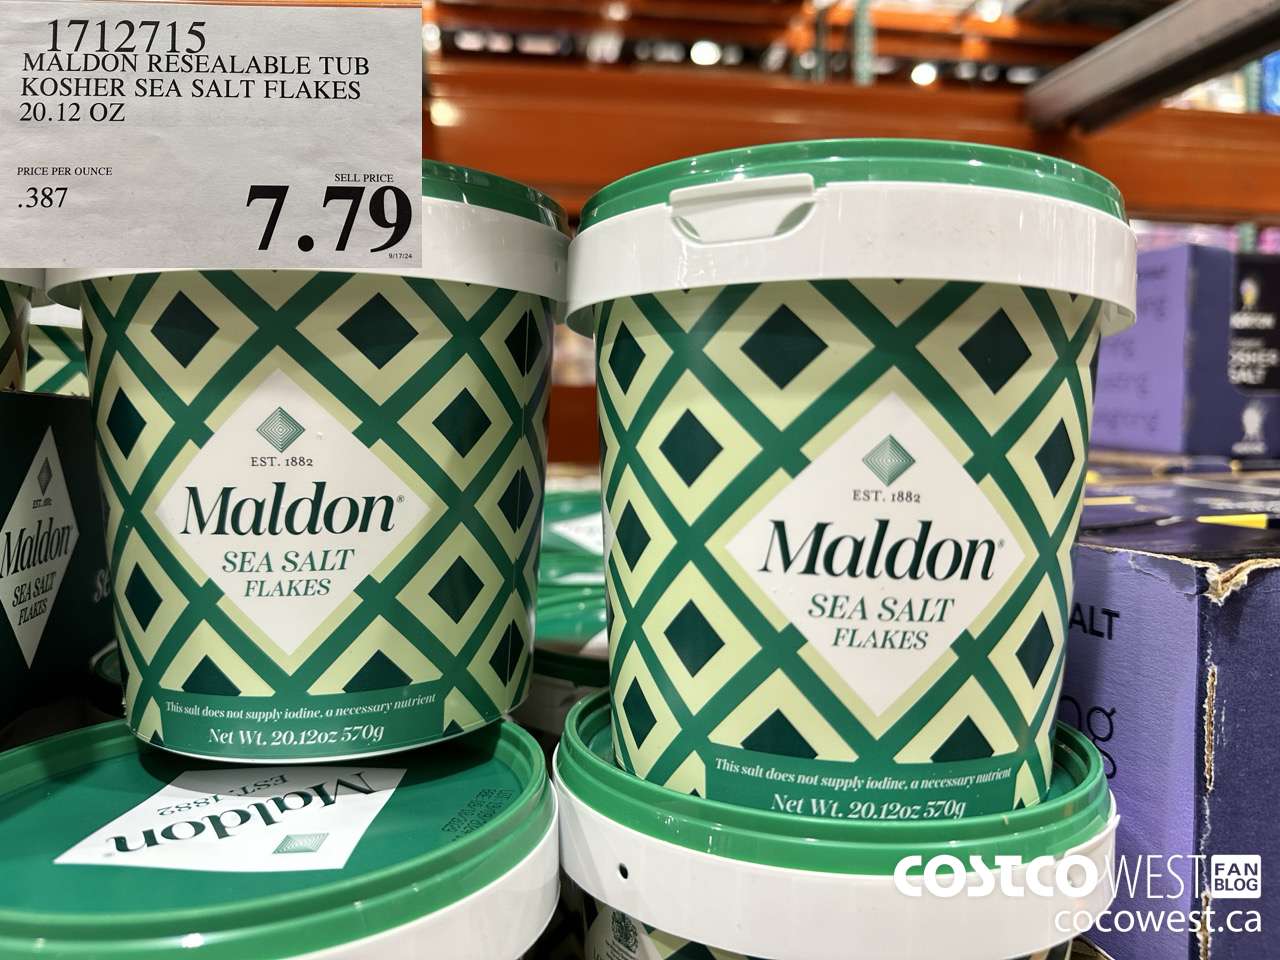 1712715
MALDON RESEALABLE TUB
KOSHER SEA SALT FLAKES
20.12 OZ
PRICE PER OUNCE
.387
SELL PRICE
7.79
9/17/24
EST. 1882
Maldon®
SEA SALT
FLAKES
This salt does not supply iodine, a necessary nutrient
Net Wt. 20.12oz 570g
EST. 1882
Maldon®
SEA SALT
FLAKES
This salt does not supply iodine, a necessary nutrient
Net Wt. 20.12oz 570g
EST. 1882
Maldon
SEA SALT
FLAKES
Maldon
EST. 1882
OSHER
SALT
ALT
COSTCO WEST FAN BLOG
cocowest.ca